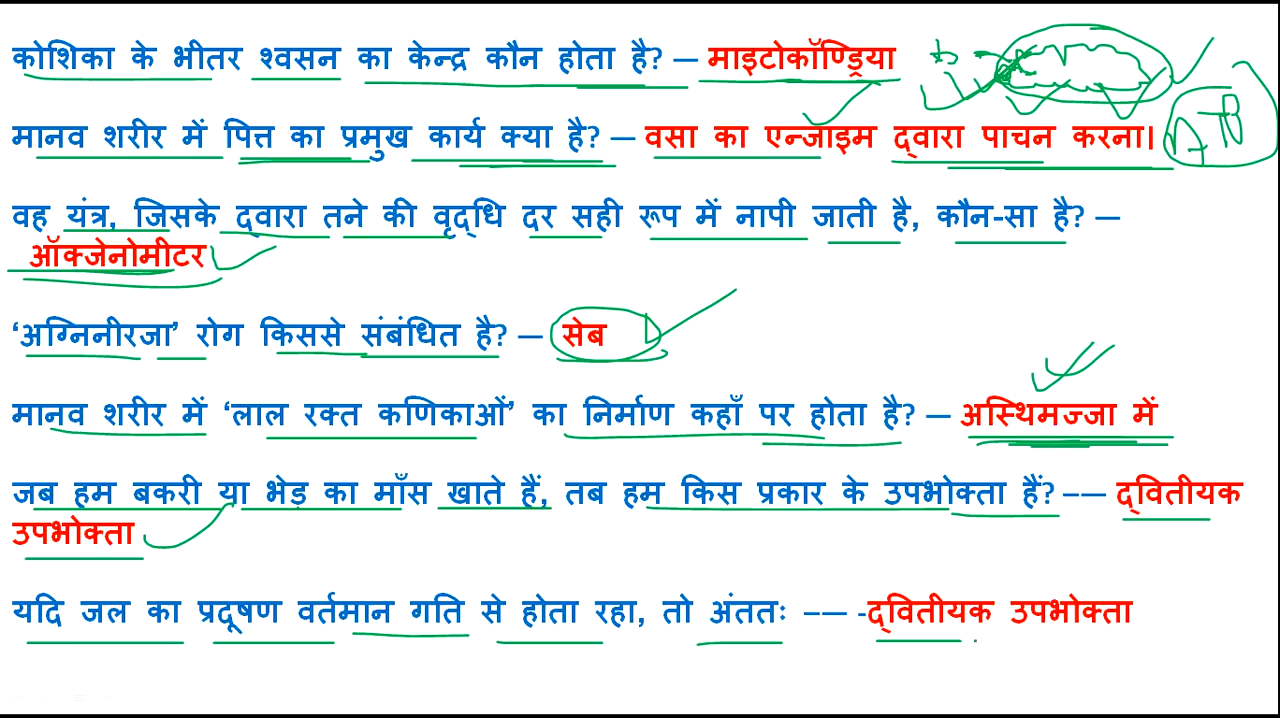 कोशिका के भीतर श्वसन का केन्द्र कौन होता है? — माइटोकॉण्ड्रिया
मानव शरीर में पित्त का प्रमुख कार्य क्या है? — वसा का एन्जाइम द्वारा पाचन करना।
वह यंत्र, जिसके द्वारा तने की वृद्धि दर सही रूप में नापी जाती है, कौन-सा है? —
ऑक्जेनोमीटर
‘अग्निनीरजा’ रोग किससे संबंधित है? — सेब
मानव शरीर में ‘लाल रक्त कणिकाओं’ का निर्माण कहाँ पर होता है? — अस्थिमज्जा में
जब हम बकरी या भेड़ का माँस खाते हैं, तब हम किस प्रकार के उपभोक्ता हैं? –— द्वितीयक
उपभोक्ता
यदि जल का प्रदूषण वर्तमान गति से होता रहा, तो अंततः –— -द्वितीयक उपभोक्ता